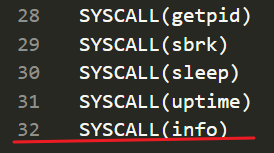 28 SYSCALL(getpid)
29 SYSCALL(sbrk)
30 SYSCALL(sleep)
31 SYSCALL(uptime)
32 SYSCALL(info)